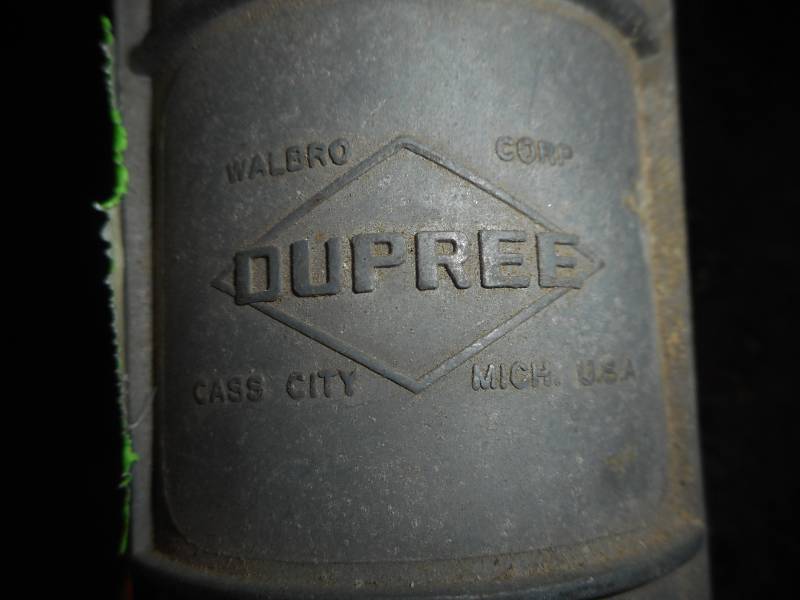 WALBRO CORP
DUPREE
CASS CITY MICH. U.S.A